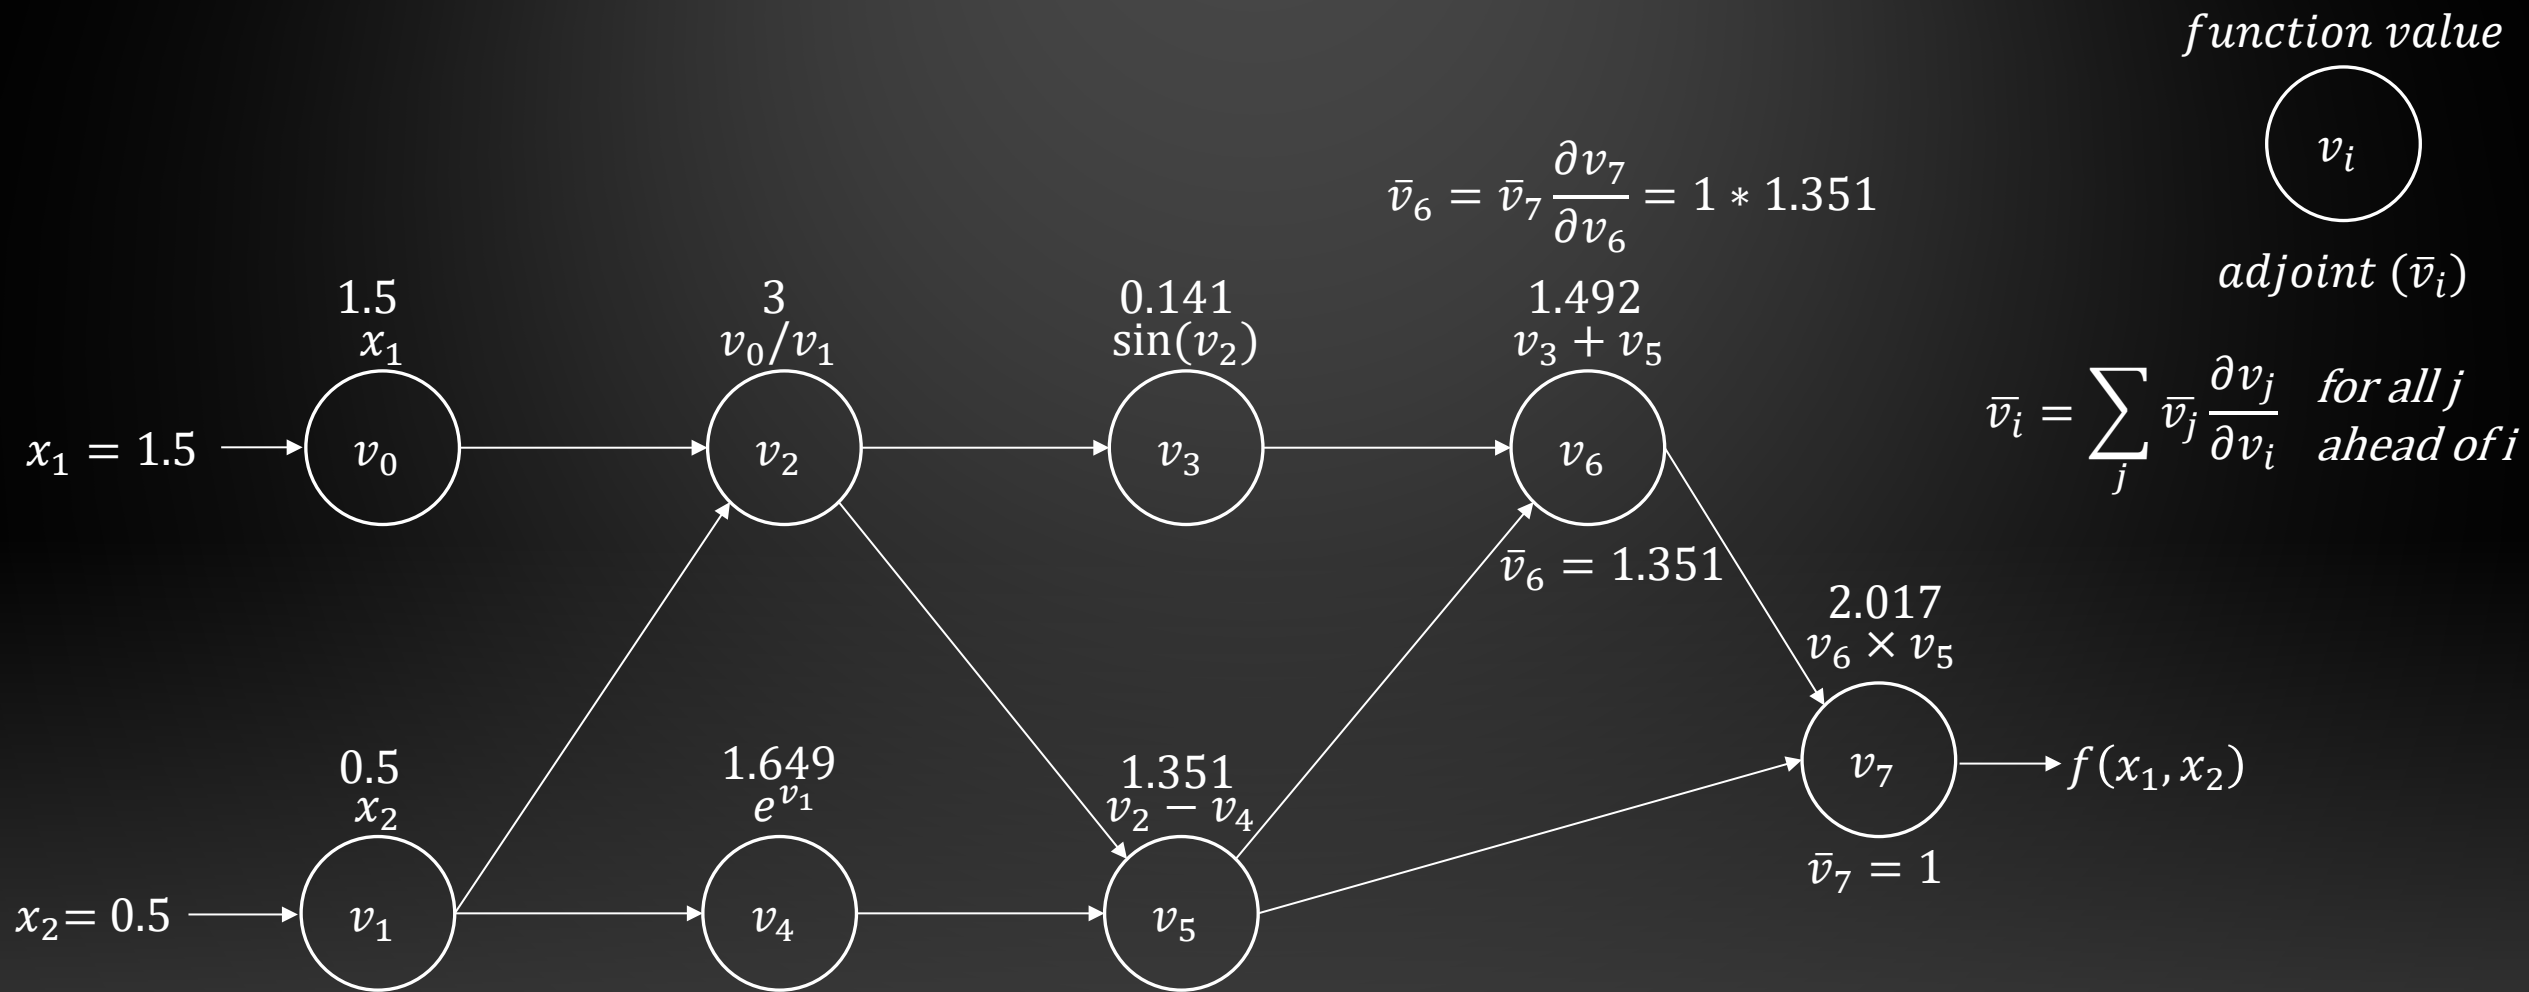 function value
v_i
adjoint (v̄_i)
v̄_6 = v̄_7 ∂v_7/∂v_6 = 1 * 1.351
v̄_i = ∑_j v̄_j ∂v_j/∂v_i for all j ahead of i
1.5
x_1
3
v_0/v_1
0.141
sin(v_2)
1.492
v_3 + v_5
x_1 = 1.5
v_0
v_2
v_3
v_6
v̄_6 = 1.351
2.017
v_6 × v_5
v_7
f(x_1, x_2)
v̄_7 = 1
0.5
x_2
1.649
e^{v_1}
1.351
v_2 − v_4
x_2= 0.5
v_1
v_4
v_5